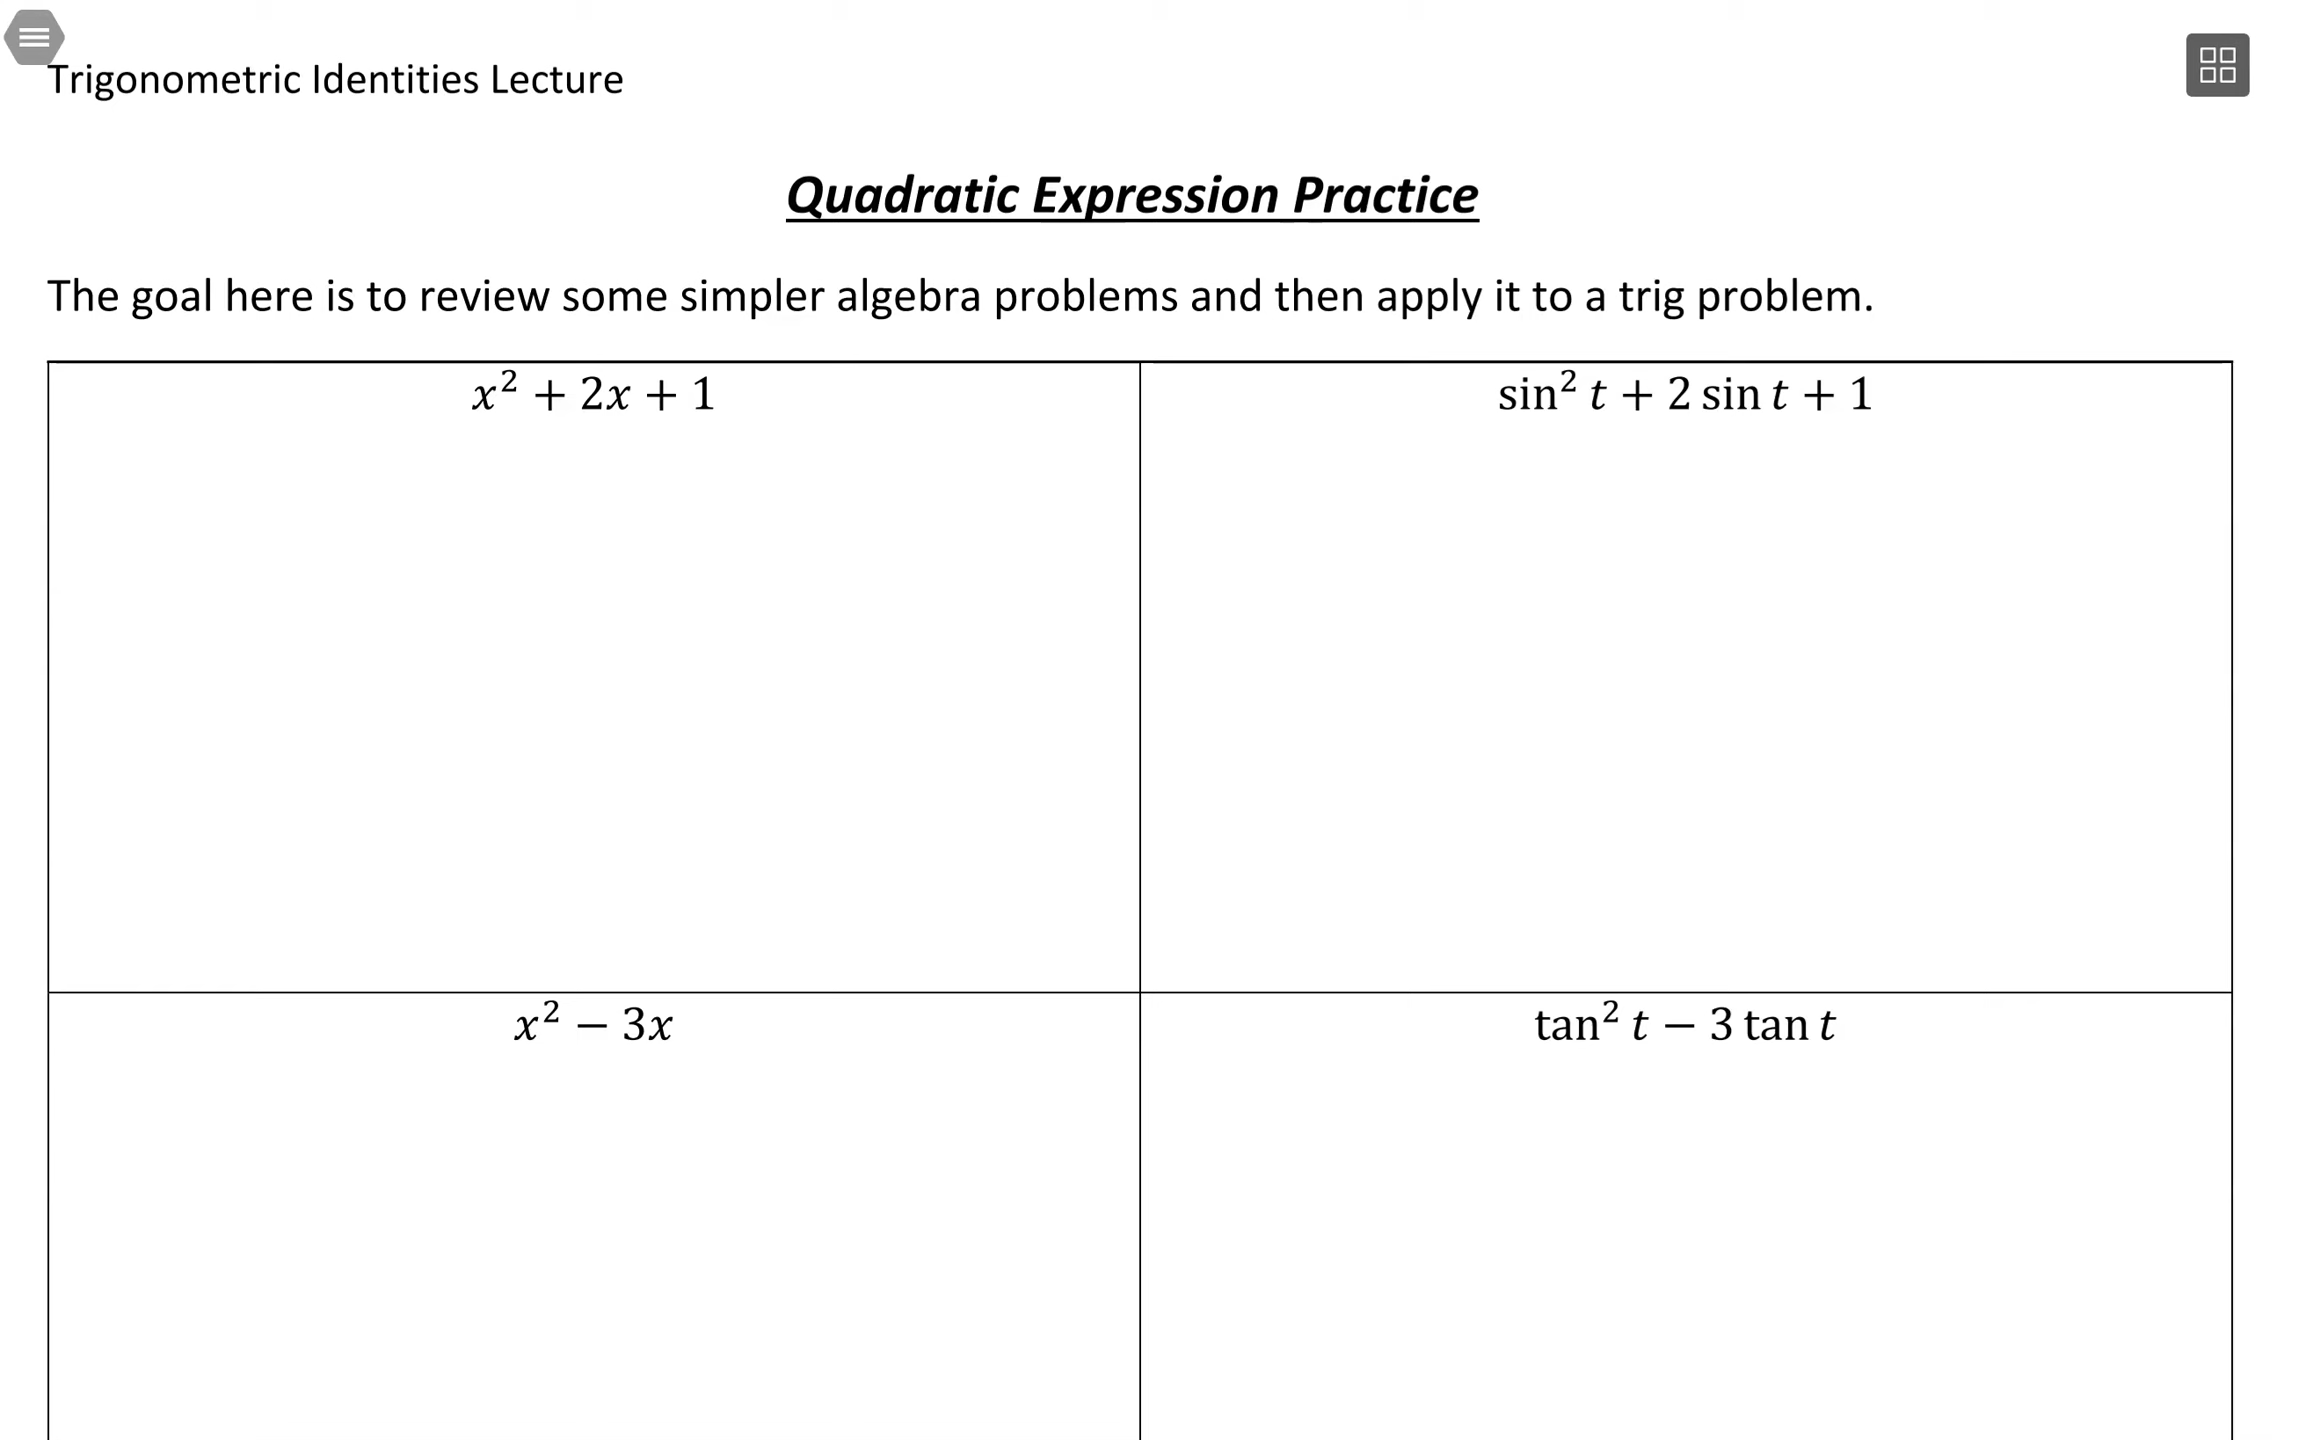 Trigonometric Identities Lecture
Quadratic Expression Practice
The goal here is to review some simpler algebra problems and then apply it to a trig problem.
x² + 2x + 1
sin² t + 2 sin t + 1
x² − 3x
tan² t − 3 tan t